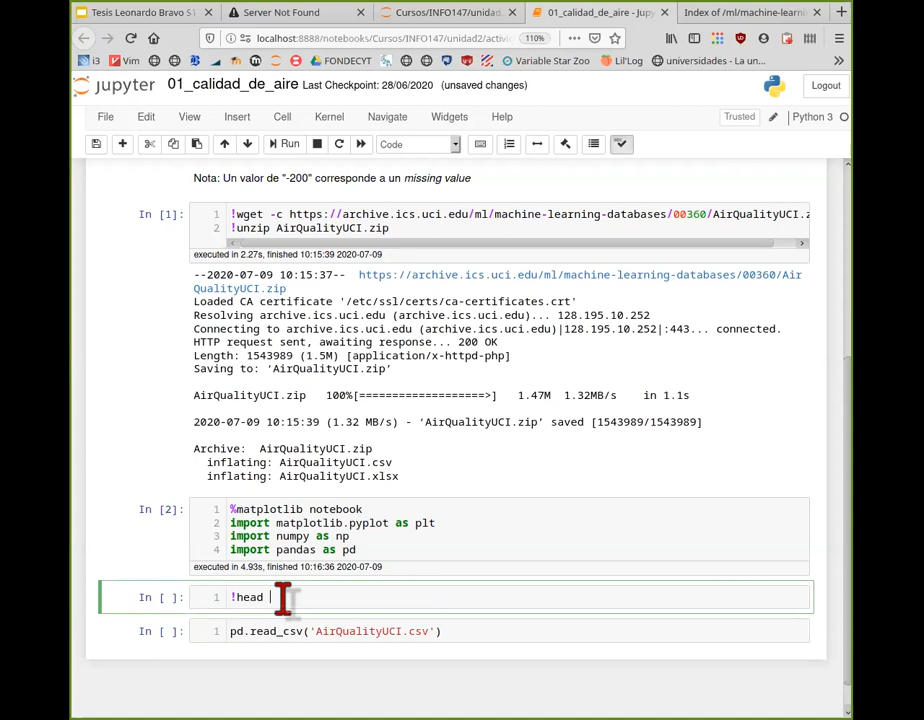 Tesis Leonardo Bravo S1
Server Not Found
Cursos/INFO147/unidad
01_calidad_de_aire - Jupy
Index of /ml/machine-learni
localhost:8888/notebooks/Cursos/INFO147/unidad2/activi
110%
i3
Vim
FONDECYT
Variable Star Zoo
Lil'Log
universidades - La un...
jupyter
01_calidad_de_aire Last Checkpoint: 28/06/2020 (unsaved changes)
Logout
File Edit View Insert Cell Kernel Navigate Widgets Help
Trusted
Python 3
Run
Code
Nota: Un valor de "-200" corresponde a un missing value
In [1]:
1 !wget -c https://archive.ics.uci.edu/ml/machine-learning-databases/00360/AirQualityUCI.z
2 !unzip AirQualityUCI.zip
executed in 2.27s, finished 10:15:39 2020-07-09
--2020-07-09 10:15:37-- https://archive.ics.uci.edu/ml/machine-learning-databases/00360/Air
QualityUCI.zip
Loaded CA certificate '/etc/ssl/certs/ca-certificates.crt'
Resolving archive.ics.uci.edu (archive.ics.uci.edu)... 128.195.10.252
Connecting to archive.ics.uci.edu (archive.ics.uci.edu)|128.195.10.252|:443... connected.
HTTP request sent, awaiting response... 200 OK
Length: 1543989 (1.5M) [application/x-httpd-php]
Saving to: ‘AirQualityUCI.zip’
AirQualityUCI.zip 100%[===================>] 1.47M 1.32MB/s in 1.1s
2020-07-09 10:15:39 (1.32 MB/s) - ‘AirQualityUCI.zip’ saved [1543989/1543989]
Archive: AirQualityUCI.zip
inflating: AirQualityUCI.csv
inflating: AirQualityUCI.xlsx
In [2]:
1 %matplotlib notebook
2 import matplotlib.pyplot as plt
3 import numpy as np
4 import pandas as pd
executed in 4.93s, finished 10:16:36 2020-07-09
In [ ]:
1 !head
In [ ]:
1 pd.read_csv('AirQualityUCI.csv')